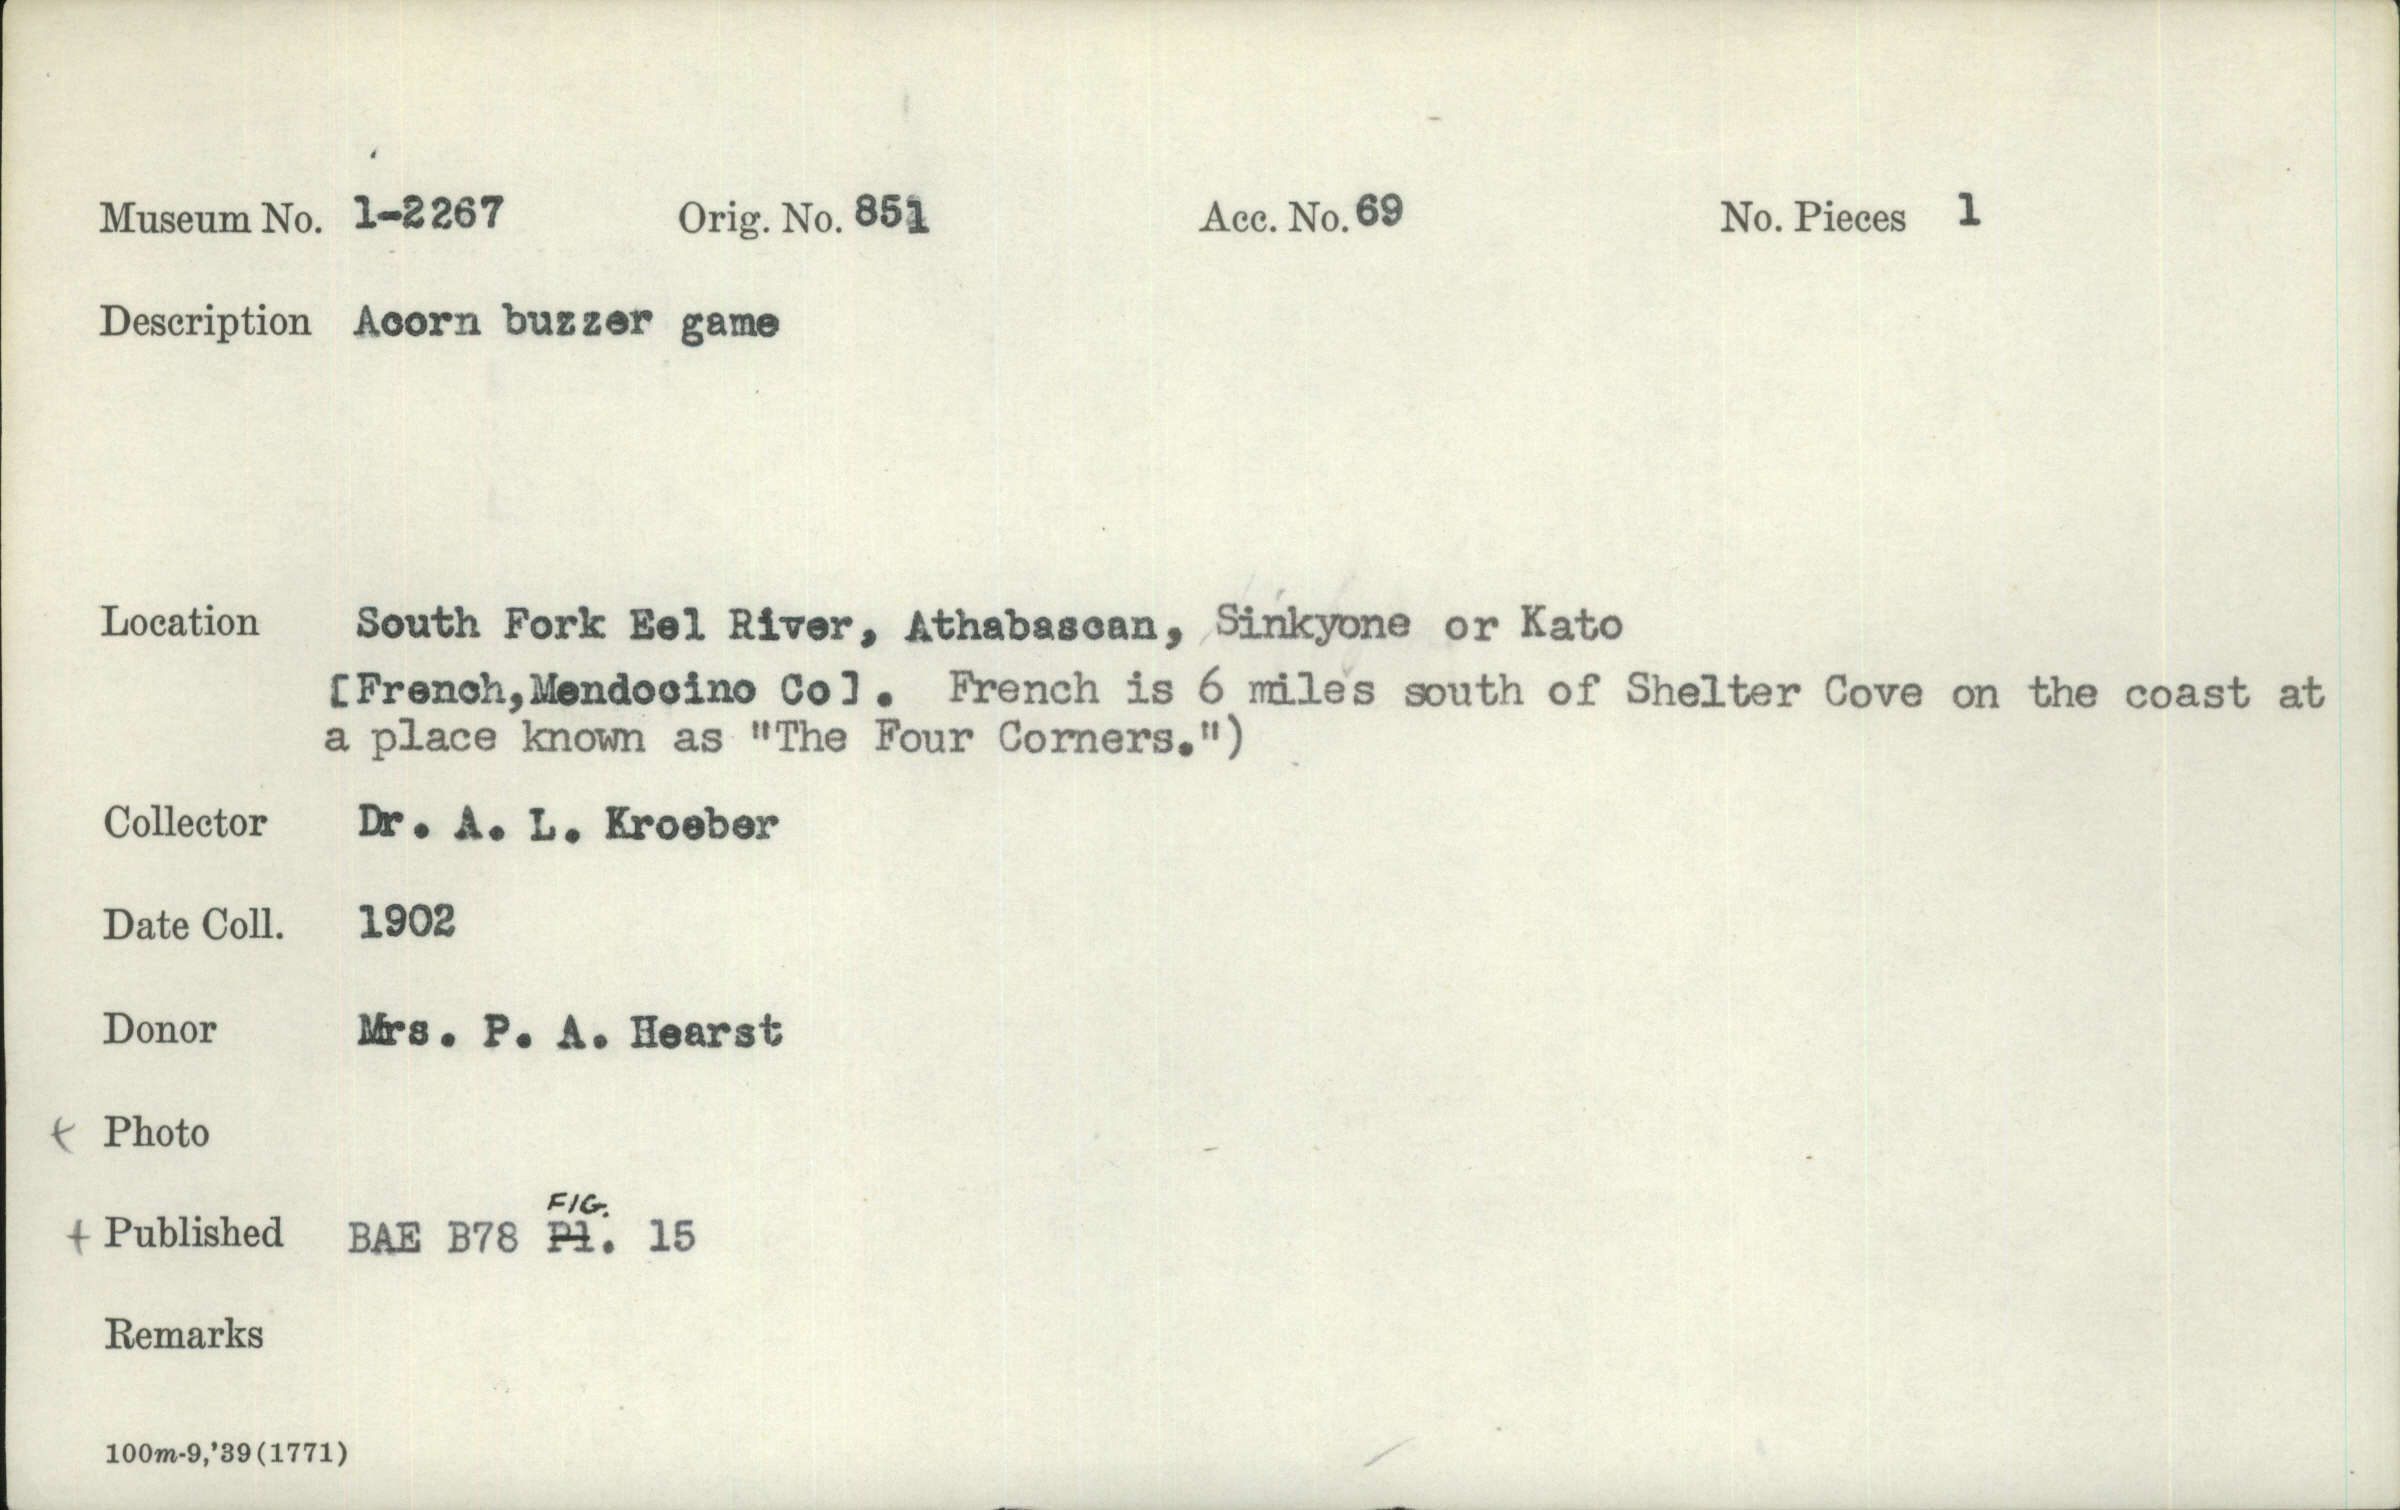 Museum No. 1-2267 Orig. No. 851 Acc. No. 69 No. Pieces 1
Description Acorn buzzer game
Location South Fork Eel River, Athabascan, Sinkyone or Kato
[French,Mendocino Co]. French is 6 miles south of Shelter Cove on the coast at
a place known as "The Four Corners.")
Collector Dr. A. L. Kroeber
Date Coll. 1902
Donor Mrs. P. A. Hearst
Photo
FIG.
+ Published BAE B78 Pl. 15
Remarks
100m-9,'39(1771)